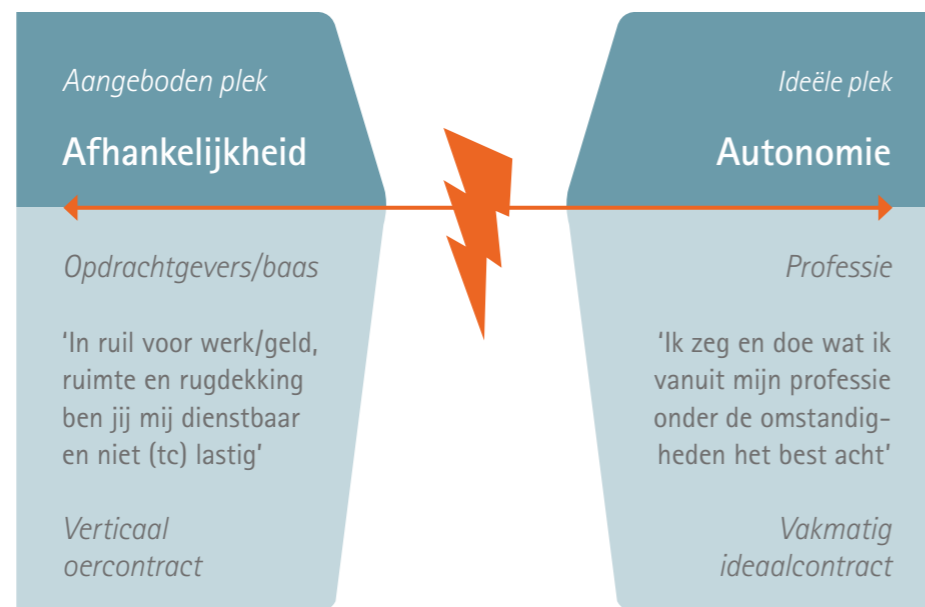 Aangeboden plek
Afhankelijkheid
Opdrachtgevers/baas
‘In ruil voor werk/geld,
ruimte en rugdekking
ben jij mij dienstbaar
en niet (tc) lastig’
Verticaal
oercontract
Ideële plek
Autonomie
Professie
‘Ik zeg en doe wat ik
vanuit mijn professie
onder de omstandig-
heden het best acht’
Vakmatig
ideaalcontract